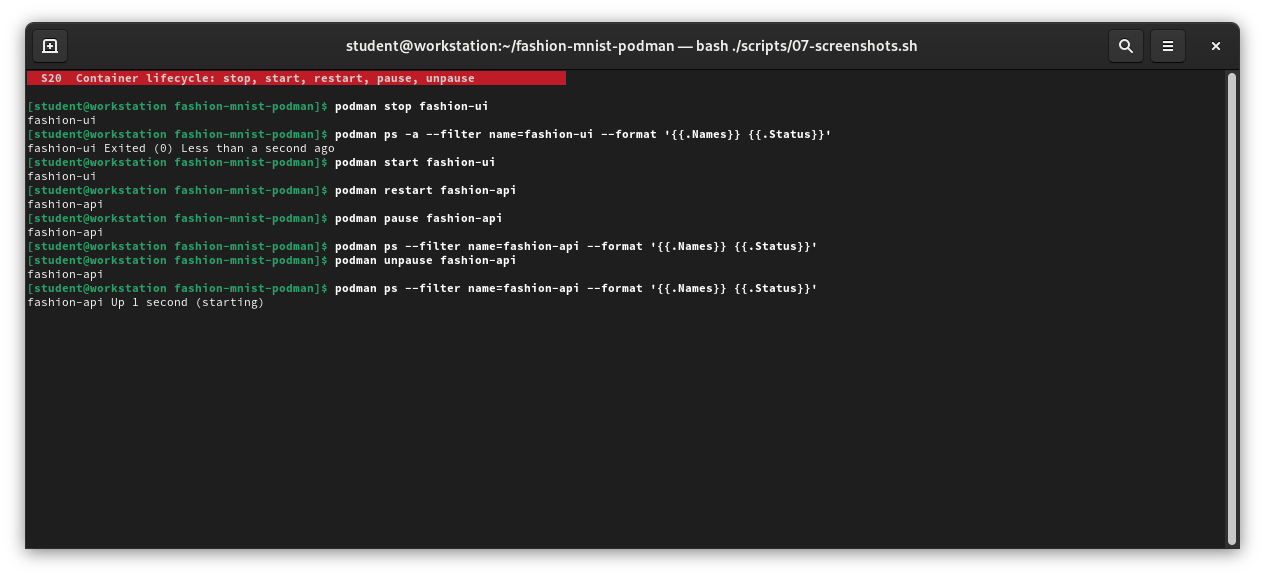 student@workstation:~/fashion-mnist-podman — bash ./scripts/07-screenshots.sh
S20  Container lifecycle: stop, start, restart, pause, unpause
[student@workstation fashion-mnist-podman]$ podman stop fashion-ui
fashion-ui
[student@workstation fashion-mnist-podman]$ podman ps -a --filter name=fashion-ui --format '{{.Names}} {{.Status}}'
fashion-ui Exited (0) Less than a second ago
[student@workstation fashion-mnist-podman]$ podman start fashion-ui
fashion-ui
[student@workstation fashion-mnist-podman]$ podman restart fashion-api
fashion-api
[student@workstation fashion-mnist-podman]$ podman pause fashion-api
fashion-api
[student@workstation fashion-mnist-podman]$ podman ps --filter name=fashion-api --format '{{.Names}} {{.Status}}'
[student@workstation fashion-mnist-podman]$ podman unpause fashion-api
fashion-api
[student@workstation fashion-mnist-podman]$ podman ps --filter name=fashion-api --format '{{.Names}} {{.Status}}'
fashion-api Up 1 second (starting)